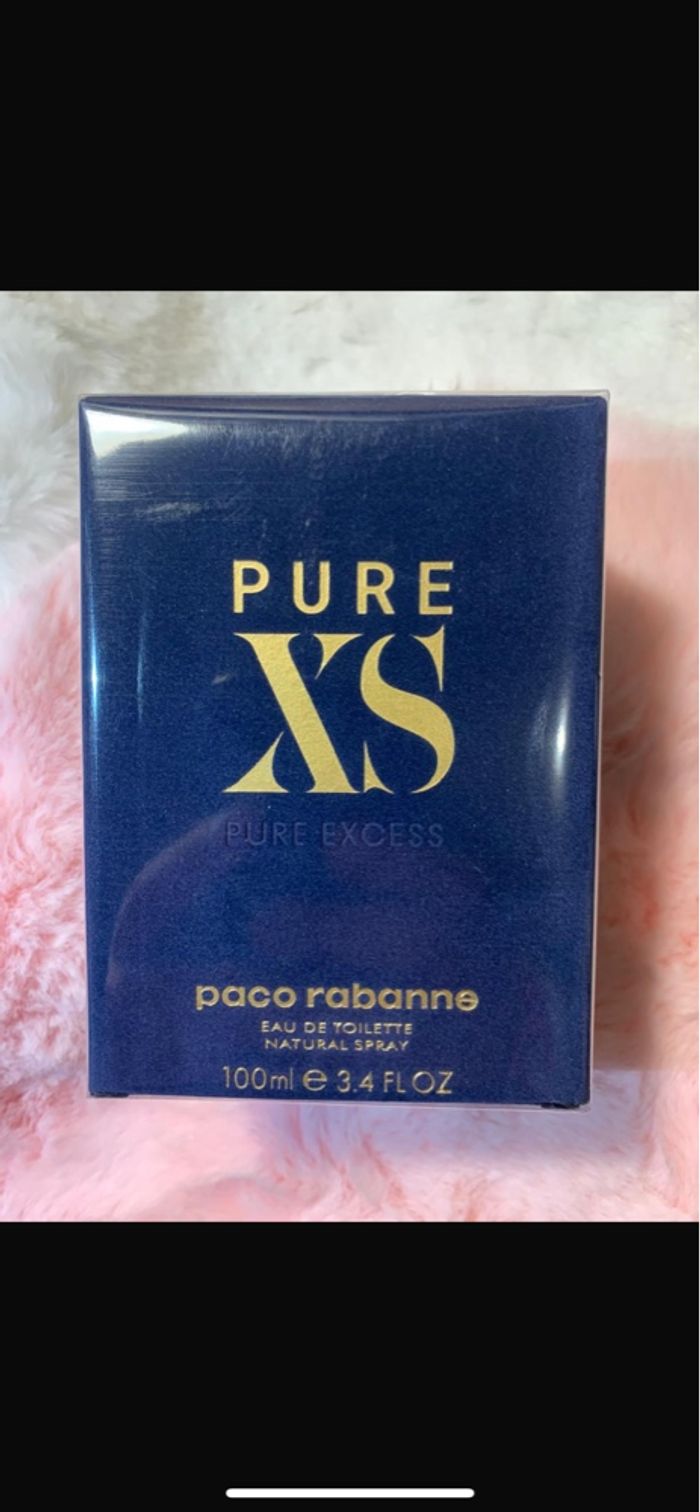 PURE
XS
PURE EXCESS
paco rabanne
EAU DE TOILETTE
NATURAL SPRAY
100ml ℮ 3.4 FL OZ